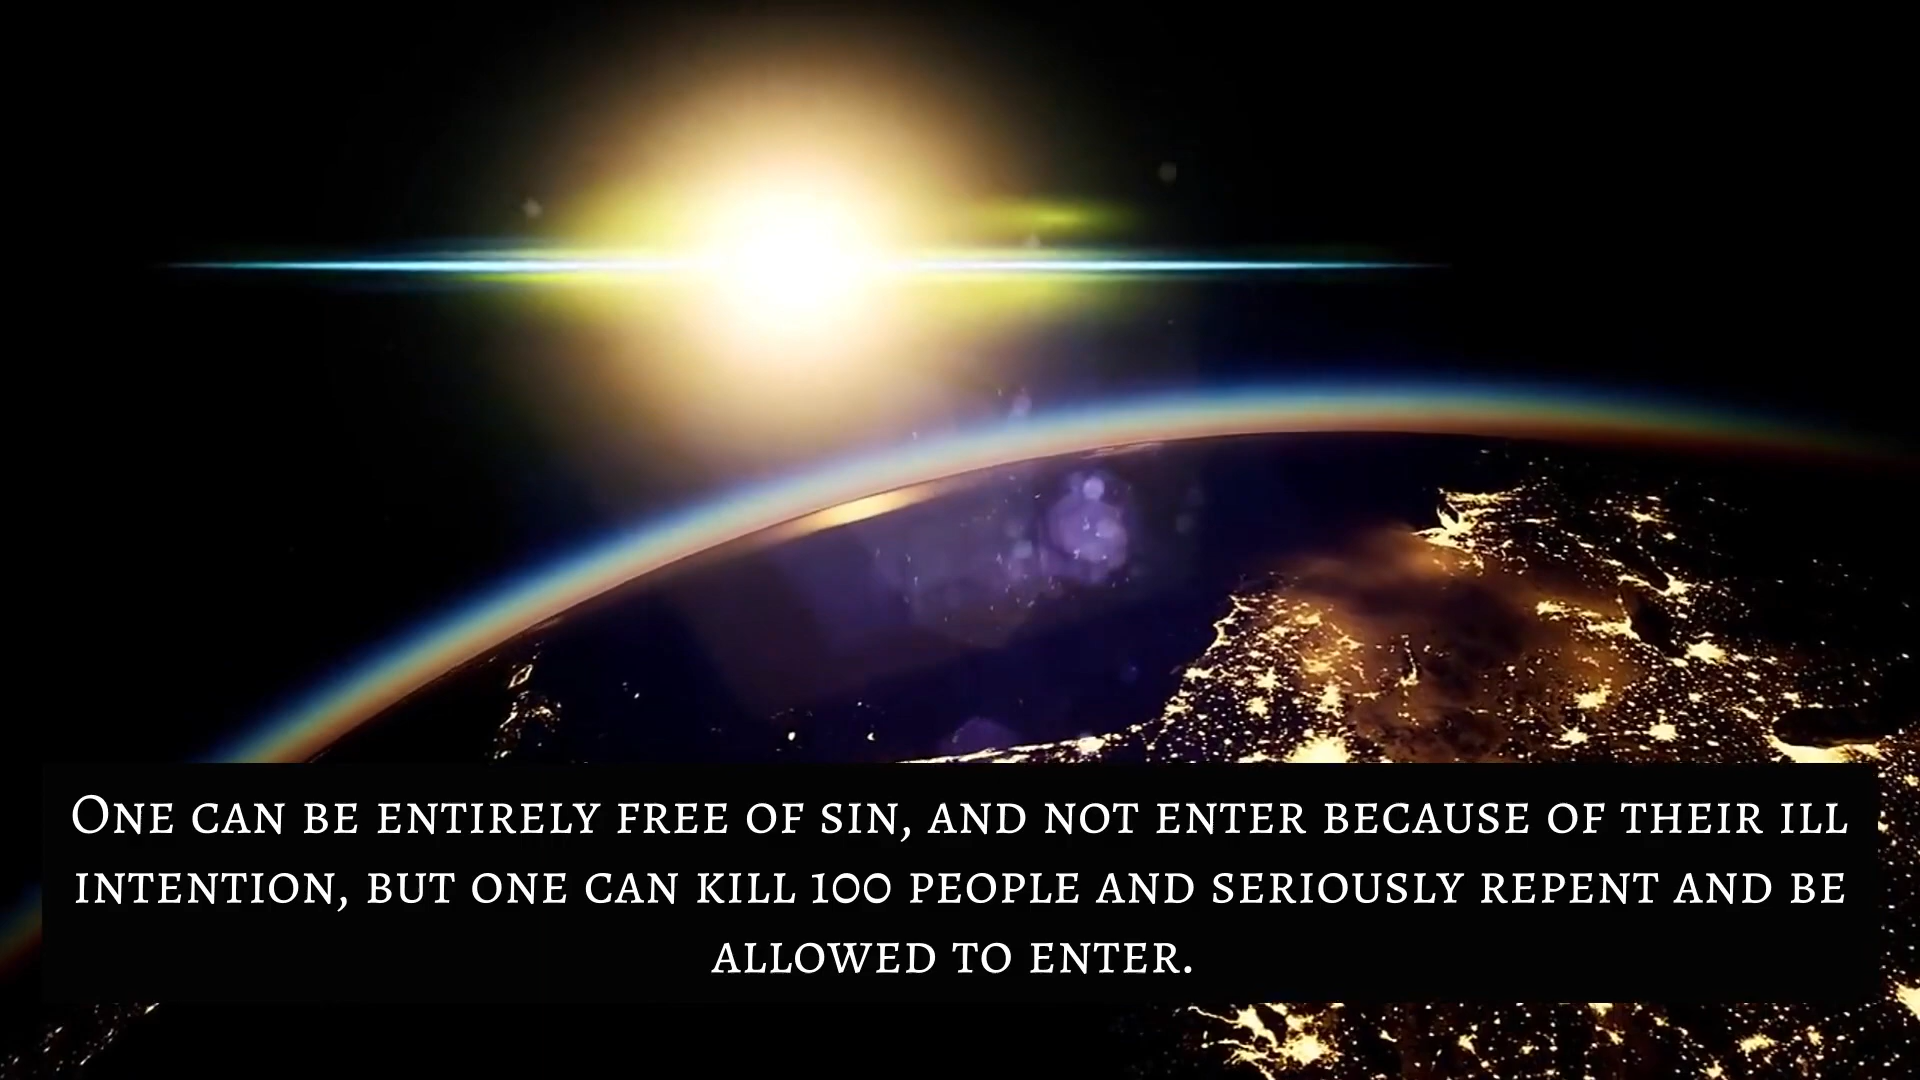 One can be entirely free of sin, and not enter because of their ill
intention, but one can kill 100 people and seriously repent and be
allowed to enter.